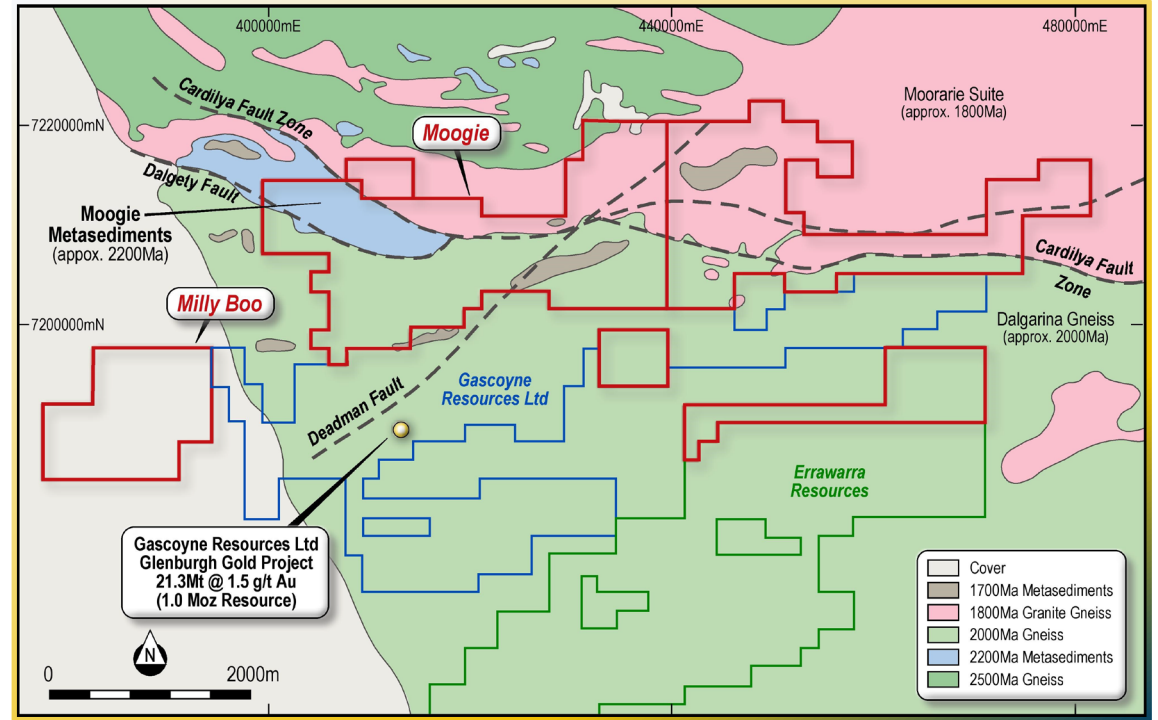 400000mE
440000mE
480000mE
7220000mN
7200000mN
Cardilya Fault Zone
Moogie
Moorarie Suite
(approx. 1800Ma)
Dalgety Fault
Moogie
Metasediments
(appox. 2200Ma)
Milly Boo
Cardilya Fault
Zone
Dalgarina Gneiss
(approx. 2000Ma)
Gascoyne
Resources Ltd
Deadman Fault
Errawarra
Resources
Gascoyne Resources Ltd
Glenburgh Gold Project
21.3Mt @ 1.5 g/t Au
(1.0 Moz Resource)
N
0
2000m
Cover
1700Ma Metasediments
1800Ma Granite Gneiss
2000Ma Gneiss
2200Ma Metasediments
2500Ma Gneiss